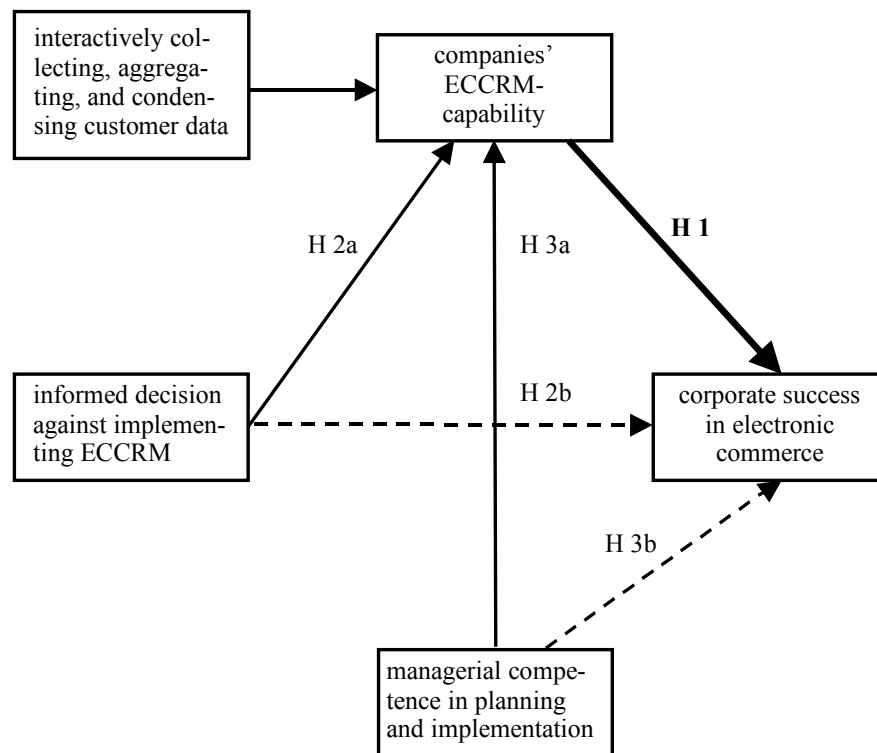 interactively col-
lecting, aggrega-
ting, and conden-
sing customer data
companies’
ECCRM-
capability
H 2a
H 3a
H 1
informed decision
against implemen-
ting ECCRM
H 2b
corporate success
in electronic
commerce
H 3b
managerial compe-
tence in planning
and implementation